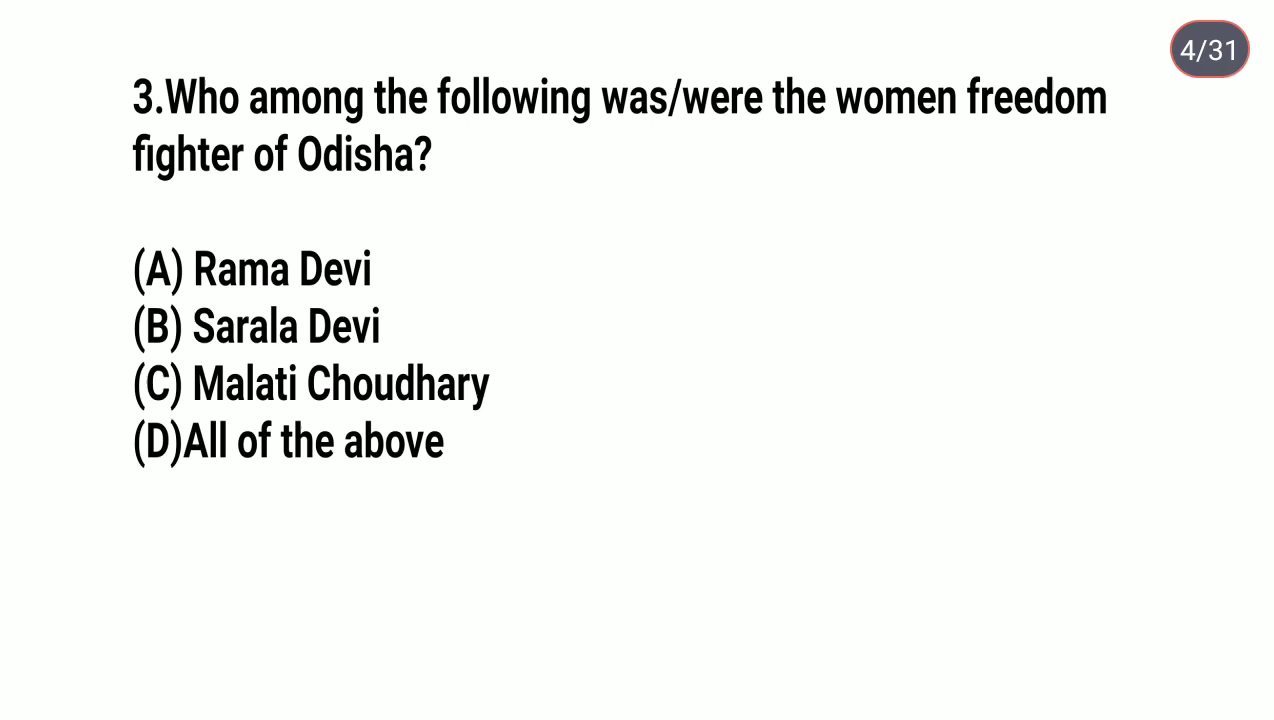 4/31
3.Who among the following was/were the women freedom
fighter of Odisha?
(A) Rama Devi
(B) Sarala Devi
(C) Malati Choudhary
(D)All of the above